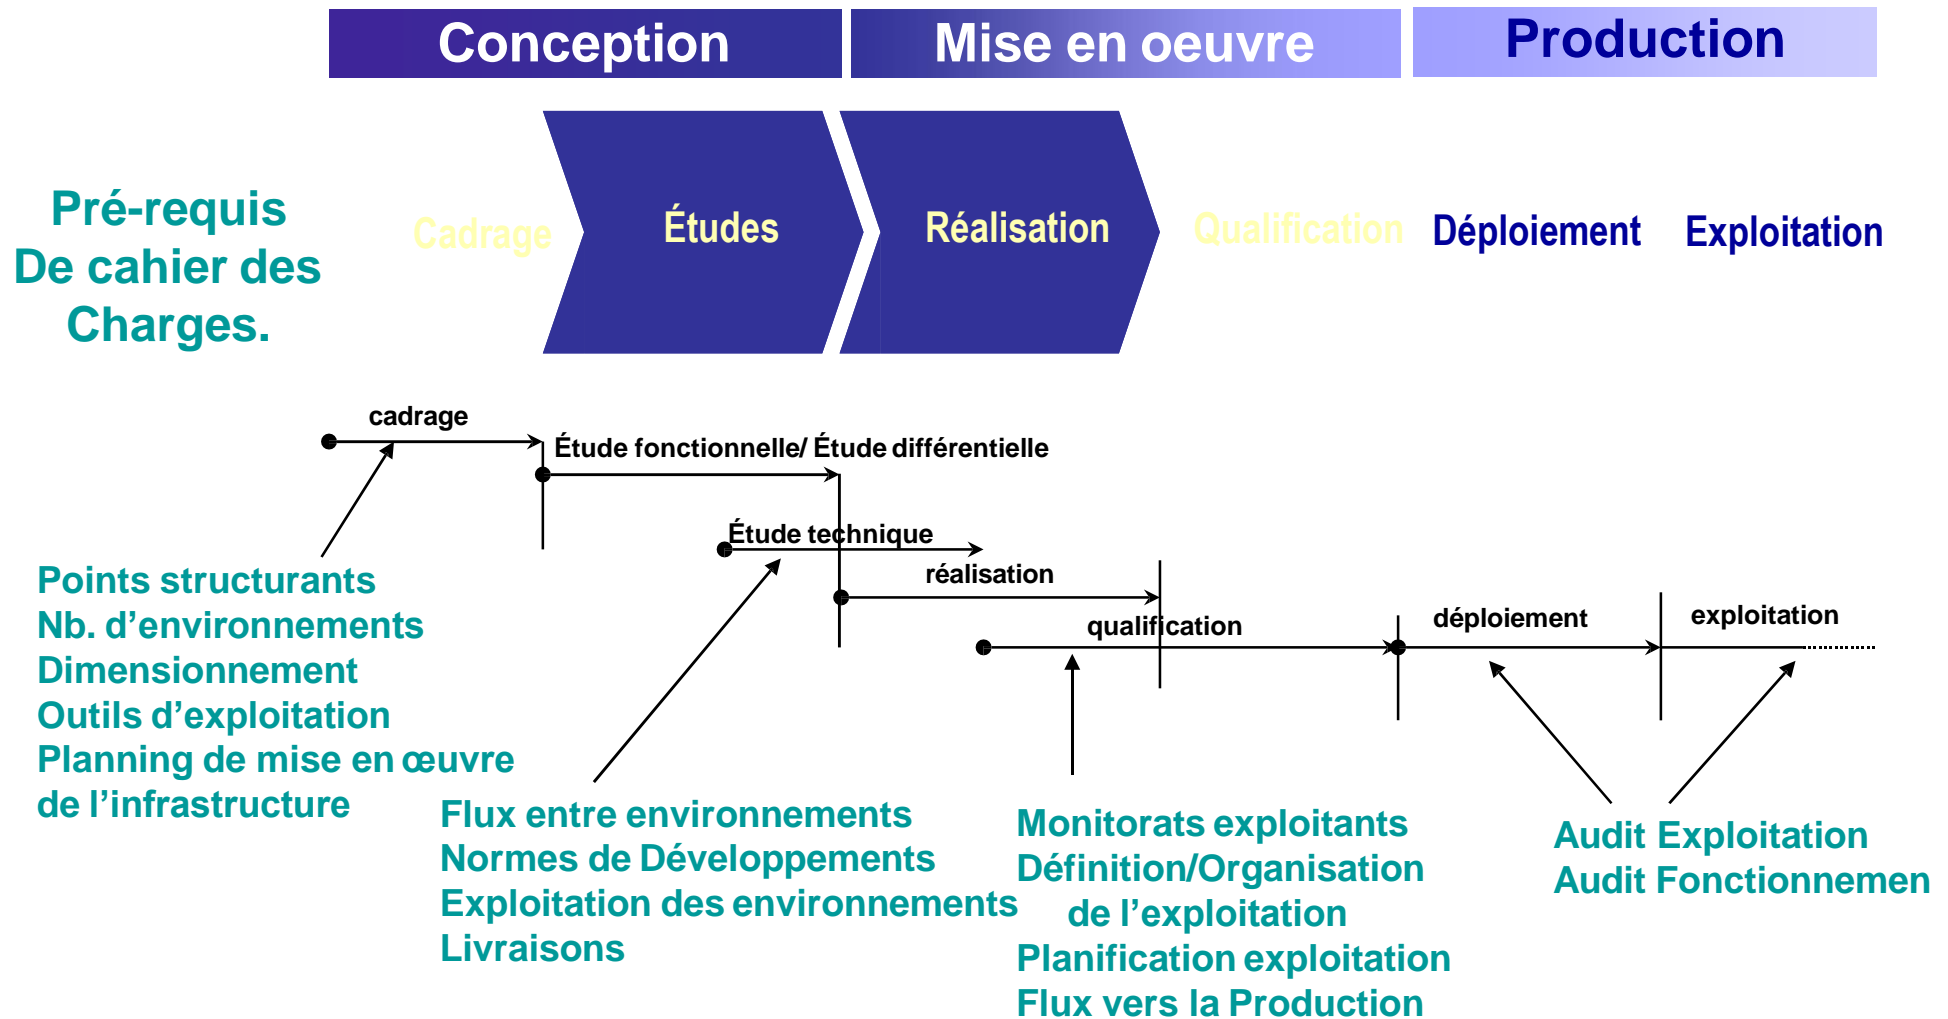 Conception
Mise en oeuvre
Production
Pré-requis
De cahier des
Charges.
Cadrage
Études
Réalisation
Qualification
Déploiement
Exploitation
cadrage
Étude fonctionnelle/ Étude différentielle
Étude technique
réalisation
qualification
déploiement
exploitation
Points structurants
Nb. d’environnements
Dimensionnement
Outils d’exploitation
Planning de mise en œuvre
de l’infrastructure
Flux entre environnements
Normes de Développements
Exploitation des environnements
Livraisons
Monitorats exploitants
Définition/Organisation
de l’exploitation
Planification exploitation
Flux vers la Production
Audit Exploitation
Audit Fonctionnemen